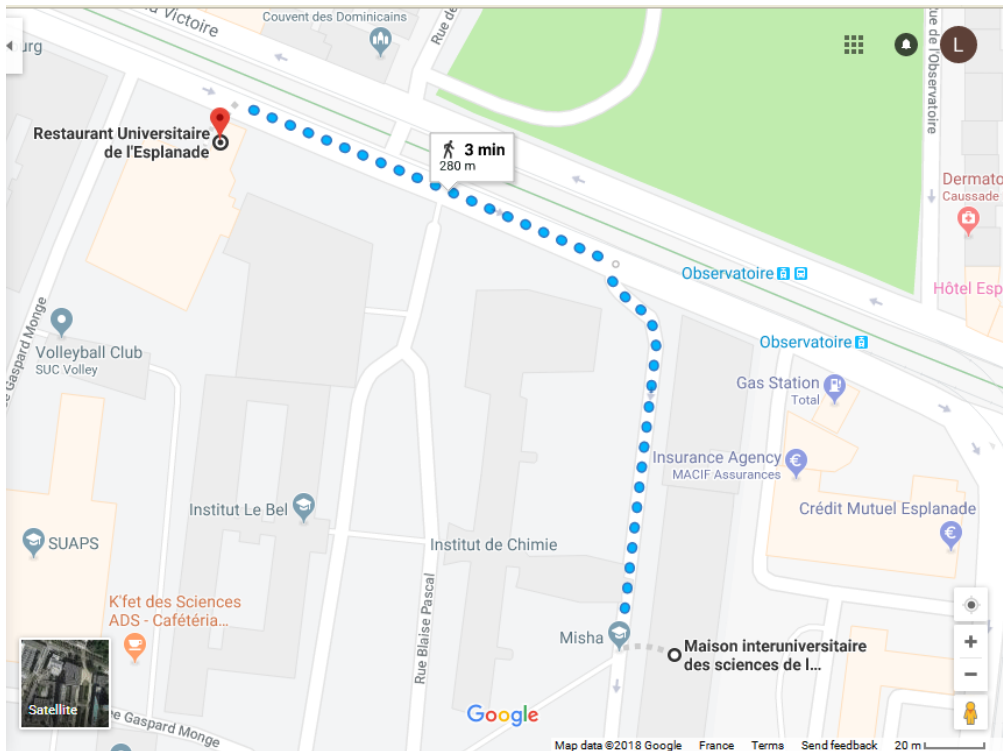 Victoire
Couvent des Dominicains
Rue de
ue de l'Observatoire
L
urg
Restaurant Universitaire
de l'Esplanade
3 min
280 m
Dermato
Caussade
Observatoire
Hôtel Esp
Observatoire
e Gaspard Monge
Volleyball Club
SUC Volley
Gas Station
Total
Insurance Agency
MACIF Assurances
Institut Le Bel
Crédit Mutuel Esplanade
SUAPS
Institut de Chimie
K'fet des Sciences
ADS - Cafétéria...
Rue Blaise Pascal
Misha
Maison interuniversitaire
des sciences de l...
Satellite
e Gaspard Monge
Google
Map data ©2018 Google France Terms Send feedback 20 m